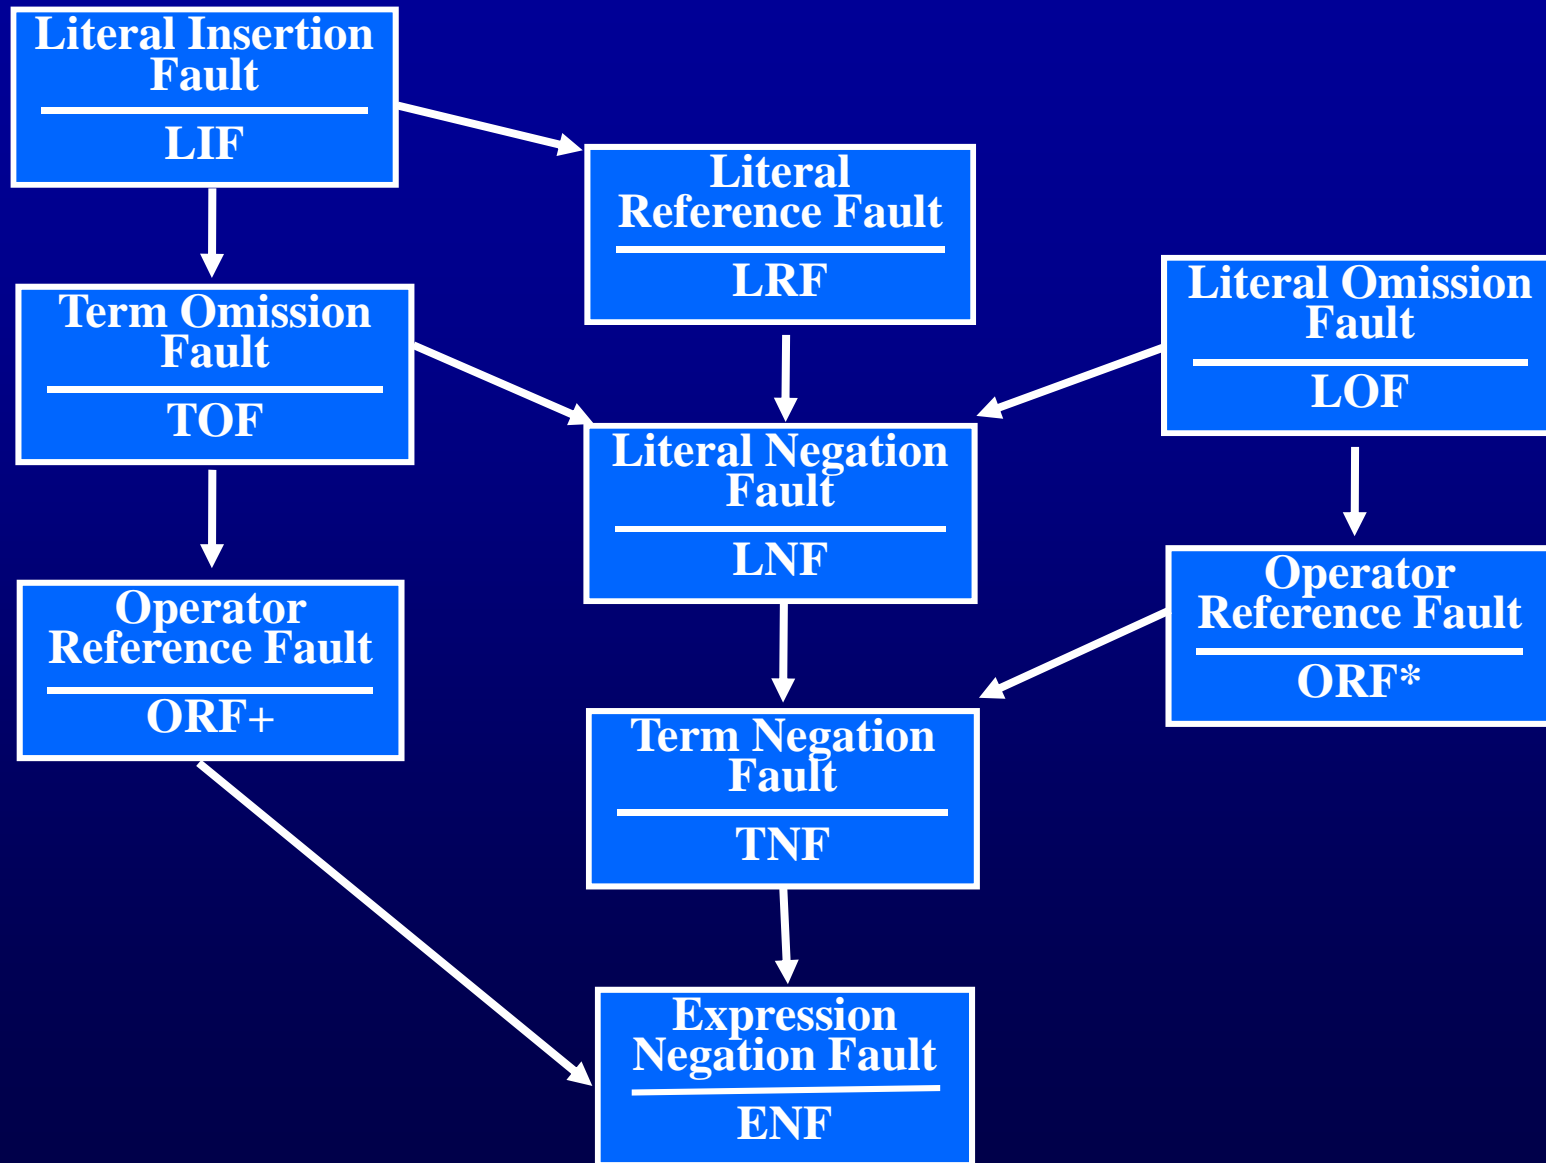 Literal Insertion
Fault
LIF
Literal
Reference Fault
LRF
Literal Omission
Fault
LOF
Term Omission
Fault
TOF
Literal Negation
Fault
LNF
Operator
Reference Fault
ORF*
Operator
Reference Fault
ORF+
Term Negation
Fault
TNF
Expression
Negation Fault
ENF